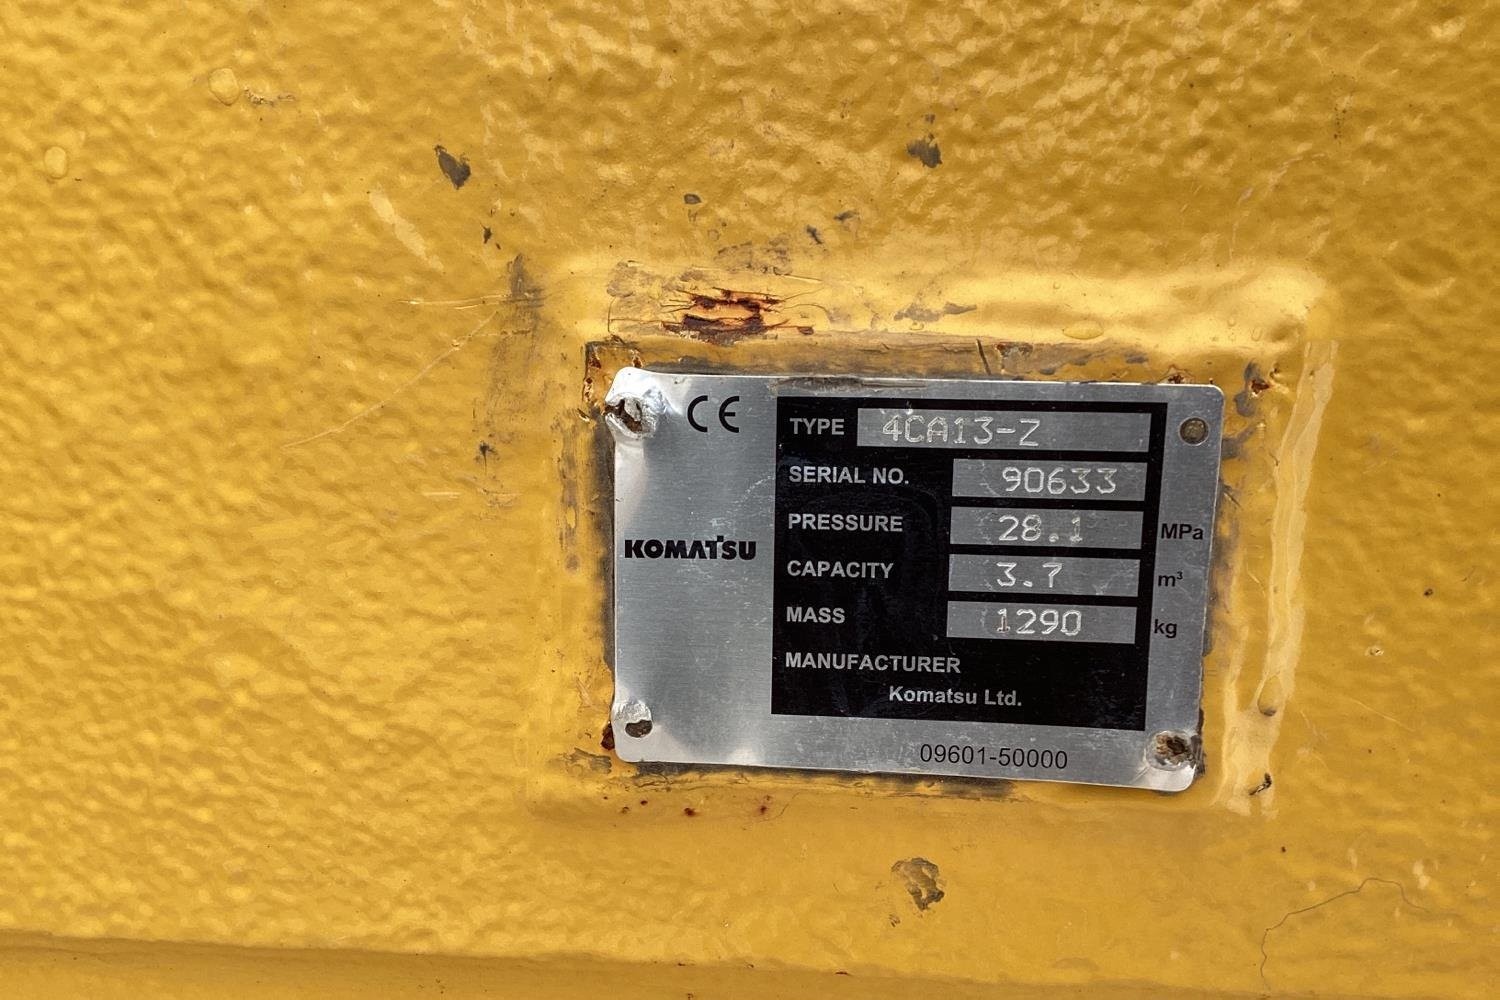 CE
TYPE 4CA13-Z
SERIAL NO. 90633
PRESSURE 28.1 MPa
KOMATSU
CAPACITY 3.7 m³
MASS 1290 kg
MANUFACTURER
Komatsu Ltd.
09601-50000